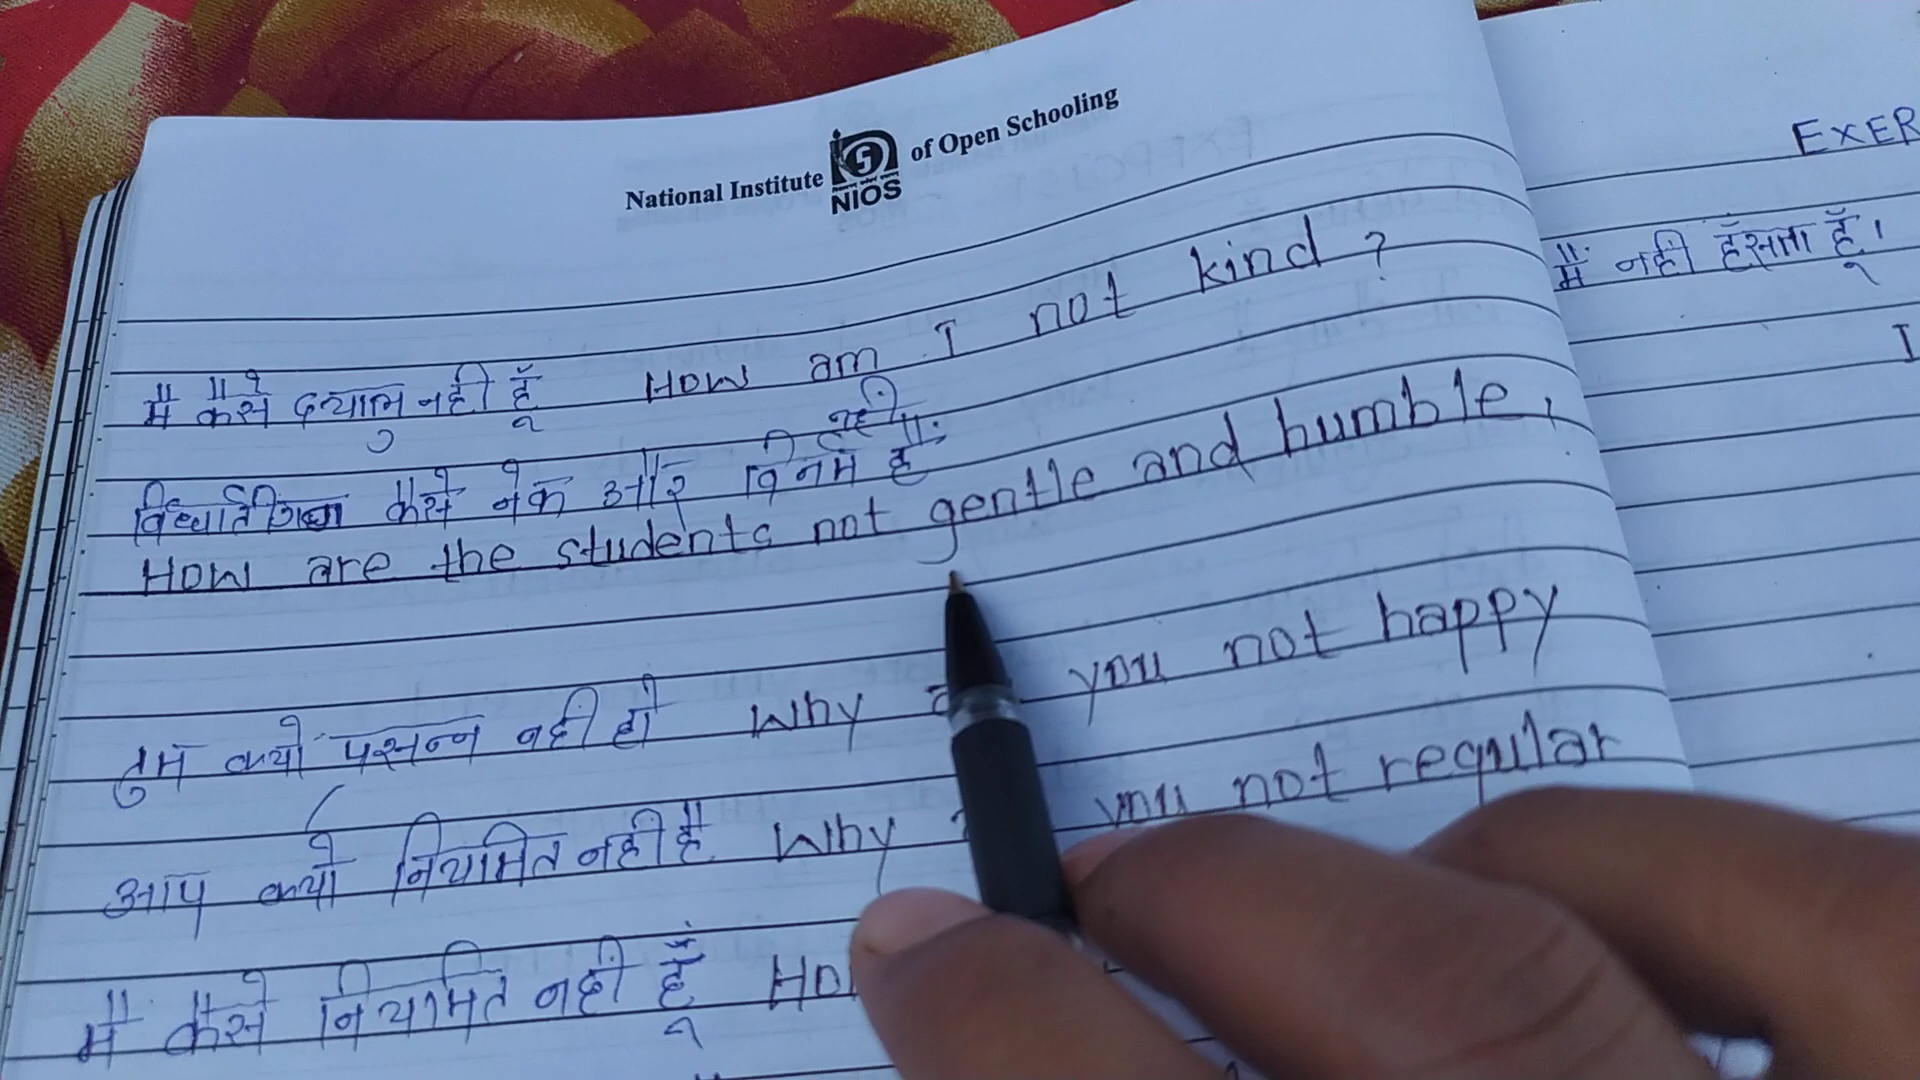 National Institute NIOS of Open Schooling
मैं कैसे दयालु नही हूँ How am I not kind ?
नही
कैसे नेक और विनम्र हैं
How are the students not gentle and humble,
तुम क्यो प्रसन्न नही हो Why you not happy
आप क्यो नियमित नही है Why you not regular
मैं कैसे नियमित नही हूँ
EXER
मैं नही हँसता हूँ।
I